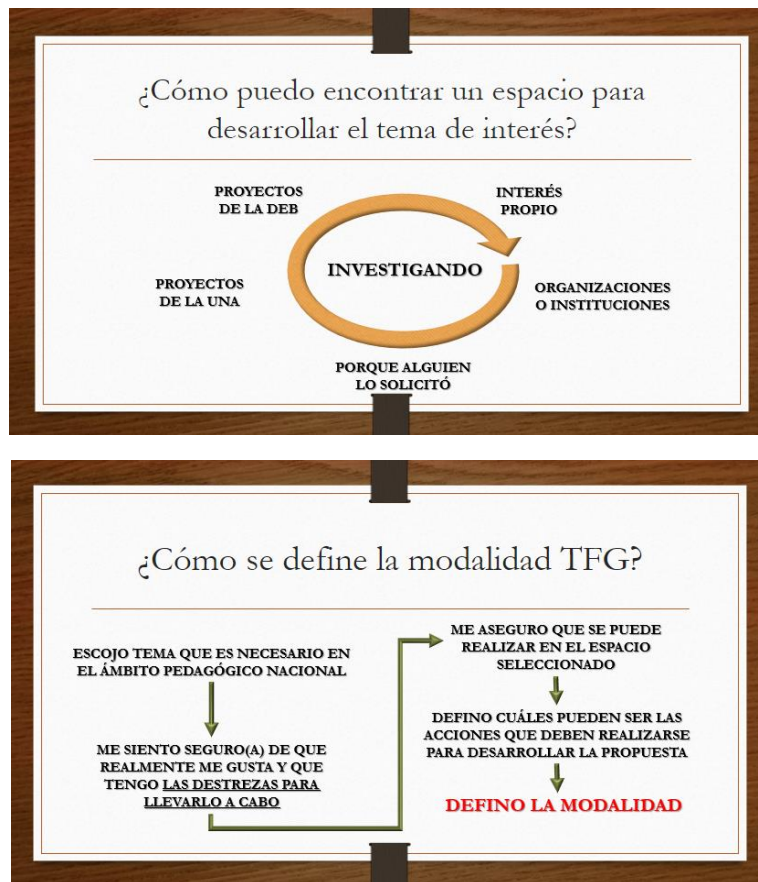 ¿Cómo puedo encontrar un espacio para
desarrollar el tema de interés?
PROYECTOS
DE LA DEB
INTERÉS
PROPIO
INVESTIGANDO
PROYECTOS
DE LA UNA
ORGANIZACIONES
O INSTITUCIONES
PORQUE ALGUIEN
LO SOLICITÓ
¿Cómo se define la modalidad TFG?
ESCOJO TEMA QUE ES NECESARIO EN
EL ÁMBITO PEDAGÓGICO NACIONAL
ME SIENTO SEGURO(A) DE QUE
REALMENTE ME GUSTA Y QUE
TENGO LAS DESTREZAS PARA
LLEVARLO A CABO
ME ASEGURO QUE SE PUEDE
REALIZAR EN EL ESPACIO
SELECCIONADO
DEFINO CUÁLES PUEDEN SER LAS
ACCIONES QUE DEBEN REALIZARSE
PARA DESARROLLAR LA PROPUESTA
DEFINO LA MODALIDAD